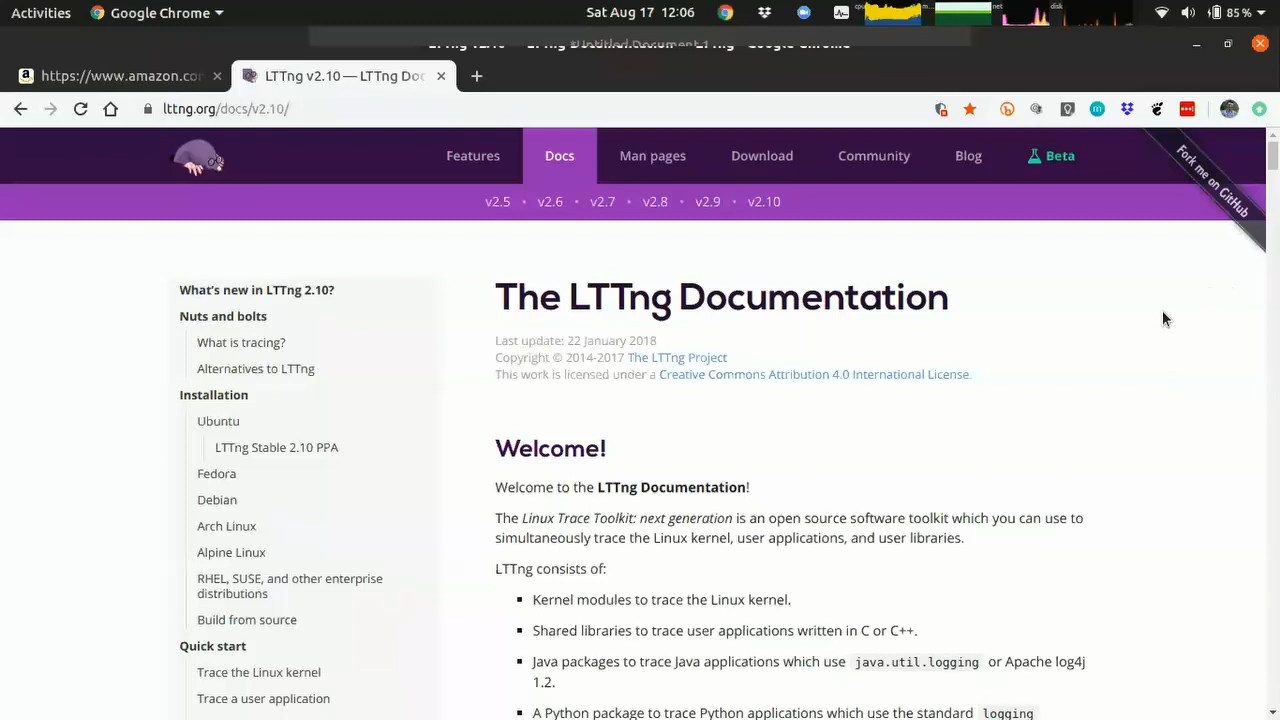 Activities
Google Chrome
Sat Aug 17 12:06
85 %
https://www.amazon.co
LTTng v2.10 — LTTng Do
lttng.org/docs/v2.10/
Features
Docs
Man pages
Download
Community
Blog
Beta
Fork me on GitHub
v2.5 • v2.6 • v2.7 • v2.8 • v2.9 • v2.10
What's new in LTTng 2.10?
Nuts and bolts
What is tracing?
Alternatives to LTTng
Installation
Ubuntu
LTTng Stable 2.10 PPA
Fedora
Debian
Arch Linux
Alpine Linux
RHEL, SUSE, and other enterprise
distributions
Build from source
Quick start
Trace the Linux kernel
Trace a user application
The LTTng Documentation
Last update: 22 January 2018
Copyright © 2014-2017 The LTTng Project
This work is licensed under a Creative Commons Attribution 4.0 International License.
Welcome!
Welcome to the LTTng Documentation!
The Linux Trace Toolkit: next generation is an open source software toolkit which you can use to
simultaneously trace the Linux kernel, user applications, and user libraries.
LTTng consists of:
▪ Kernel modules to trace the Linux kernel.
▪ Shared libraries to trace user applications written in C or C++.
▪ Java packages to trace Java applications which use java.util.logging or Apache log4j
1.2.
▪ A Python package to trace Python applications which use the standard logging